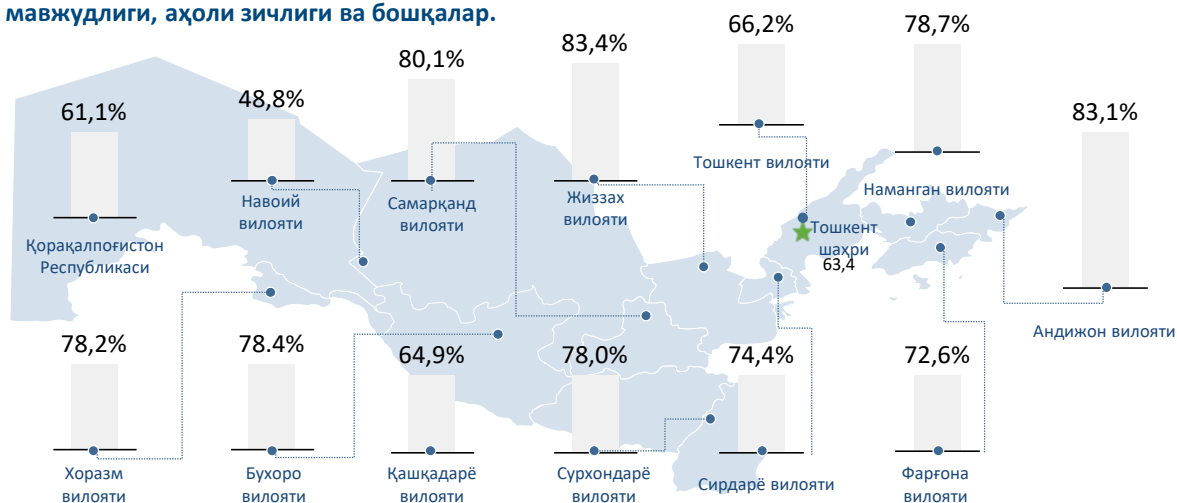 мавжудлиги, аҳоли зичлиги ва бошқалар.
66,2%
78,7%
83,4%
80,1%
48,8%
61,1%
83,1%
Тошкент вилояти
Наманган вилояти
Навоий
вилояти
Самарқанд
вилояти
Жиззах
вилояти
Тошкент
шаҳри
63,4
Қорақалпоғистон
Республикаси
Андижон вилояти
78,2%
78.4%
64,9%
78,0%
74,4%
72,6%
Хоразм
вилояти
Бухоро
вилояти
Қашқадарё
вилояти
Сурхондарё
вилояти
Сирдарё вилояти
Фарғона
вилояти